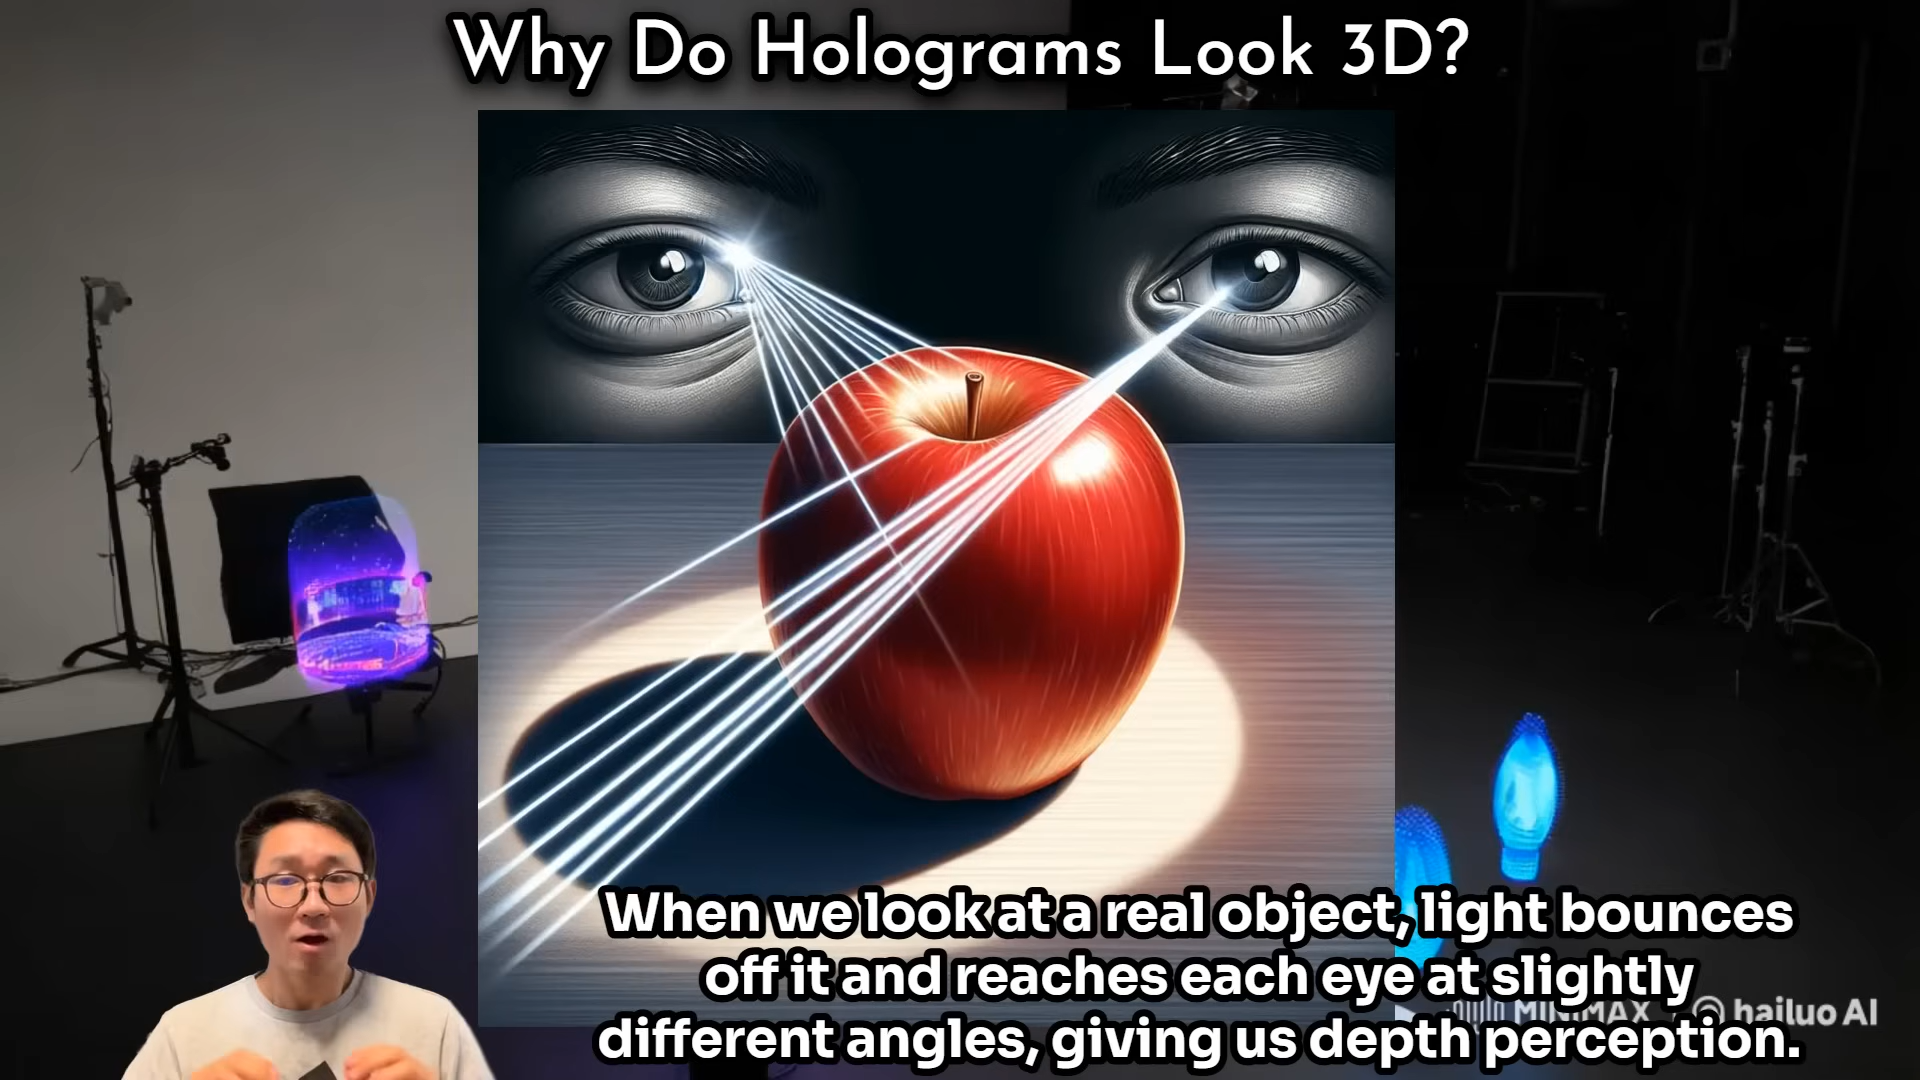 Why Do Holograms Look 3D?
When we look at a real object, light bounces
off it and reaches each eye at slightly
different angles, giving us depth perception.
MINIMAX
hailuo AI